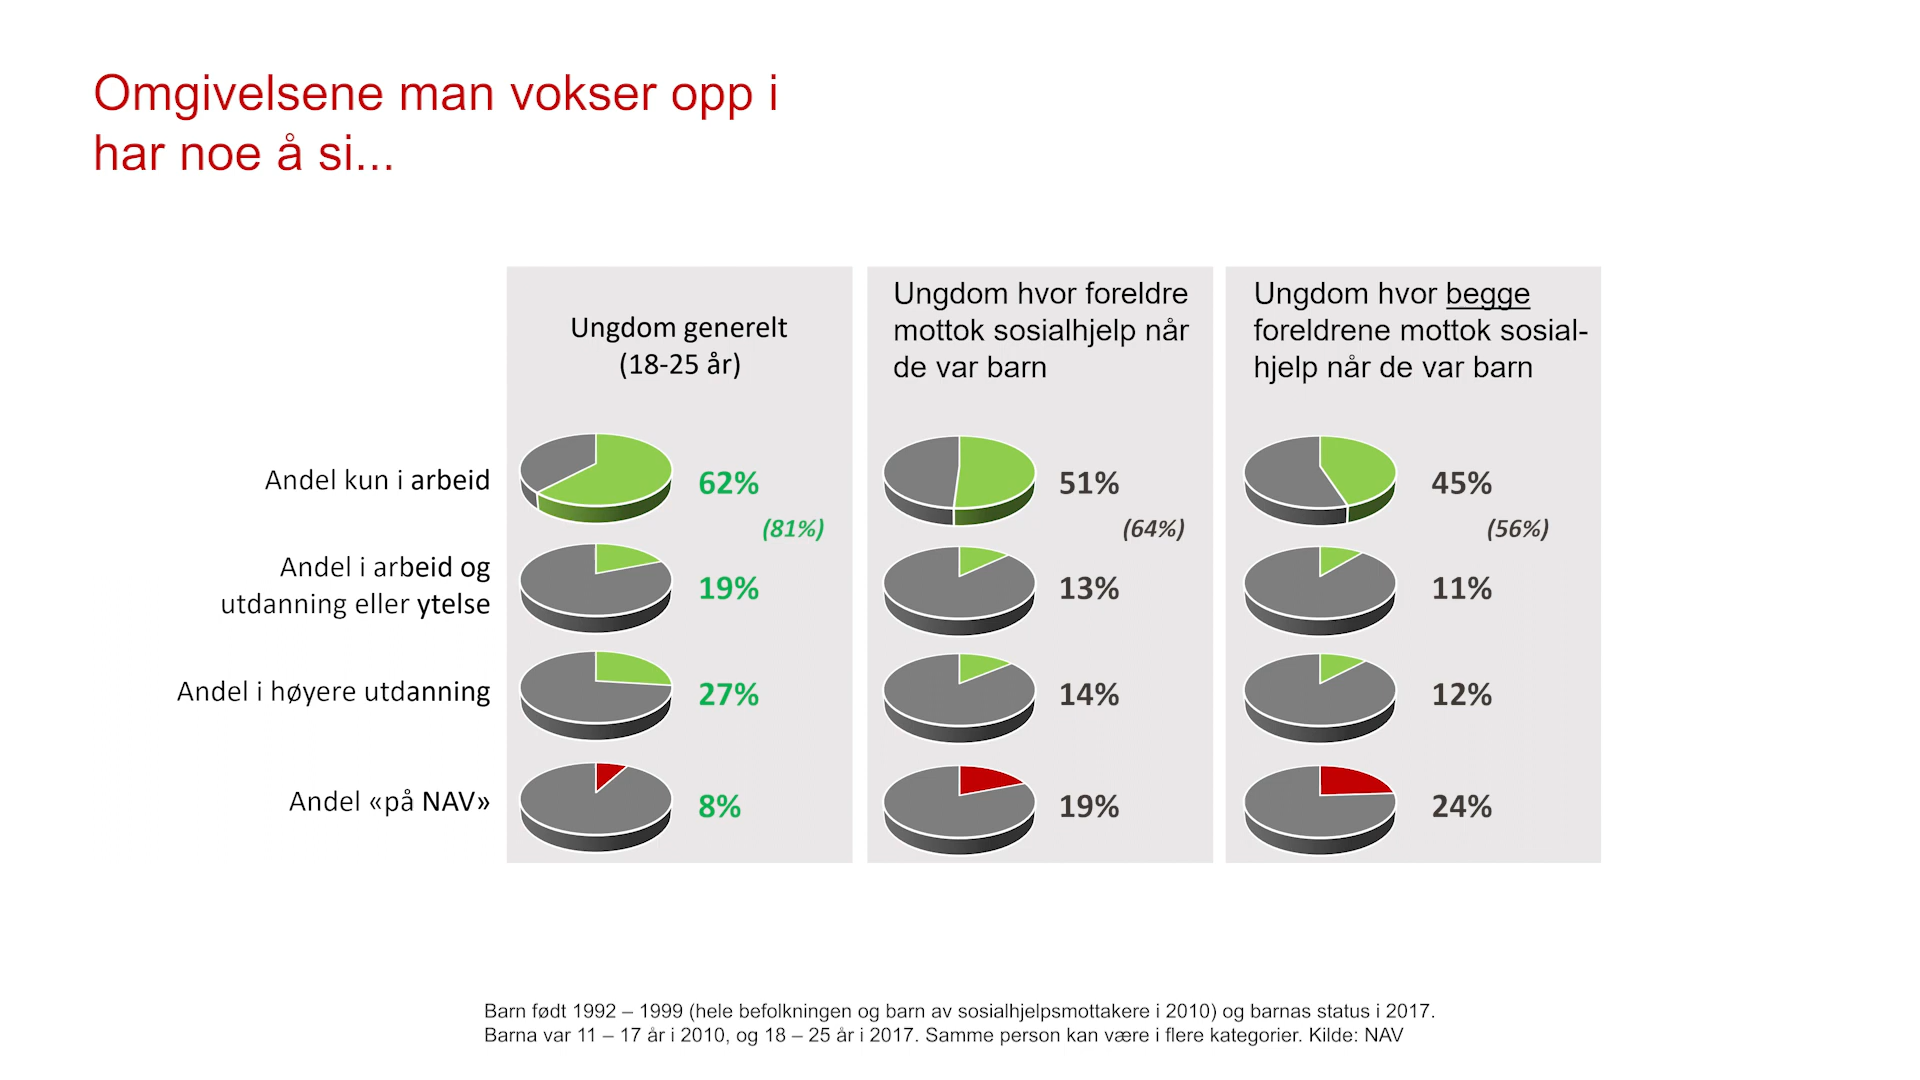 Omgivelsene man vokser opp i
har noe å si...
Ungdom generelt
(18-25 år)
Ungdom hvor foreldre
mottok sosialhjelp når
de var barn
Ungdom hvor begge
foreldrene mottok sosial-
hjelp når de var barn
Andel kun i arbeid
62%
51%
45%
(81%)
(64%)
(56%)
Andel i arbeid og
utdanning eller ytelse
19%
13%
11%
Andel i høyere utdanning
27%
14%
12%
Andel «på NAV»
8%
19%
24%
Barn født 1992 – 1999 (hele befolkningen og barn av sosialhjelpsmottakere i 2010) og barnas status i 2017.
Barna var 11 – 17 år i 2010, og 18 – 25 år i 2017. Samme person kan være i flere kategorier. Kilde: NAV